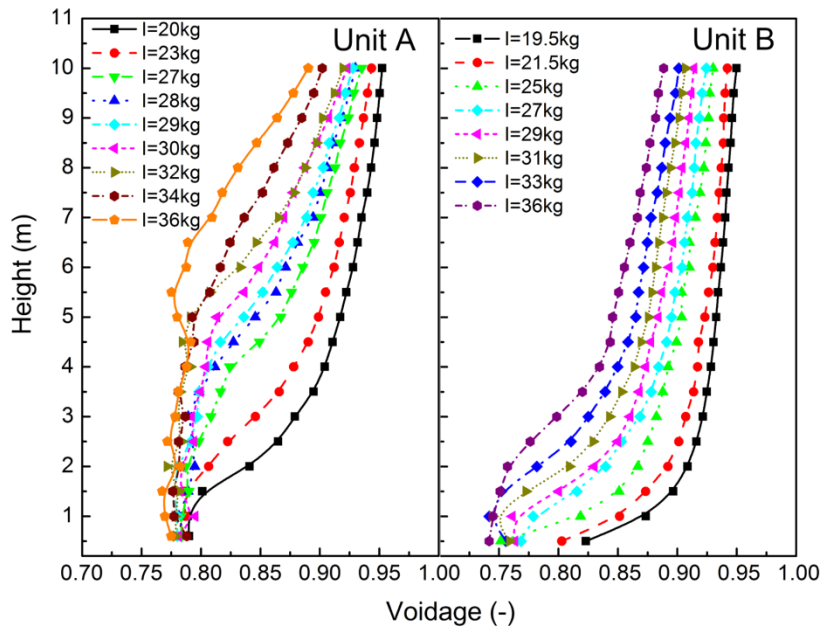 Unit A
I=20kg
I=23kg
I=27kg
I=28kg
I=29kg
I=30kg
I=32kg
I=34kg
I=36kg
Unit B
I=19.5kg
I=21.5kg
I=25kg
I=27kg
I=29kg
I=31kg
I=33kg
I=36kg
Height (m)
11
10
9
8
7
6
5
4
3
2
1
0
0.70 0.75 0.80 0.85 0.90 0.95 1.00 0.75 0.80 0.85 0.90 0.95 1.00
Voidage (-)